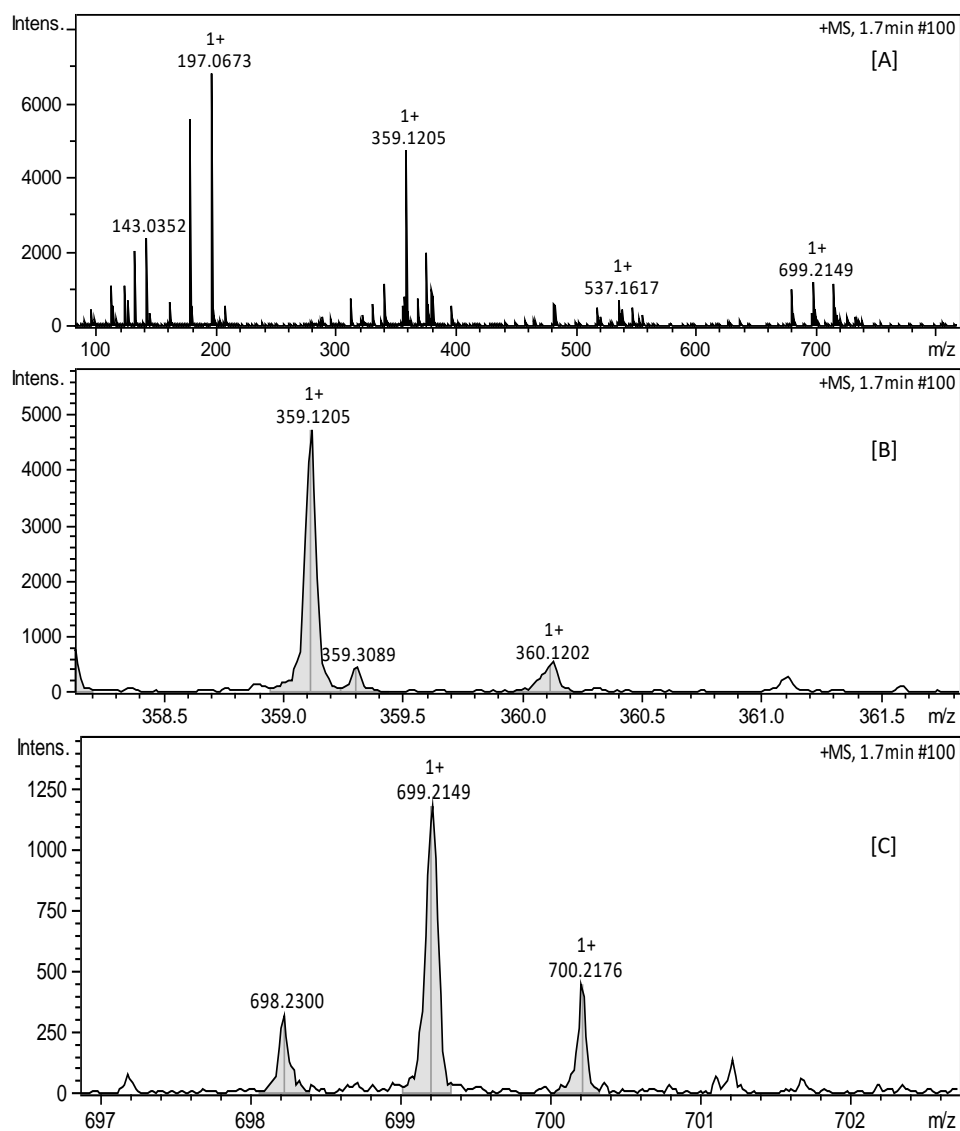 Intens.
+MS, 1.7min #100
[A]
1+
197.0673
1+
359.1205
143.0352
1+
537.1617
1+
699.2149
6000
4000
2000
0
100 200 300 400 500 600 700 m/z
Intens.
+MS, 1.7min #100
[B]
1+
359.1205
359.3089
1+
360.1202
5000
4000
3000
2000
1000
0
358.5 359.0 359.5 360.0 360.5 361.0 361.5 m/z
Intens.
+MS, 1.7min #100
[C]
1+
699.2149
698.2300
1+
700.2176
1250
1000
750
500
250
0
697 698 699 700 701 702 m/z